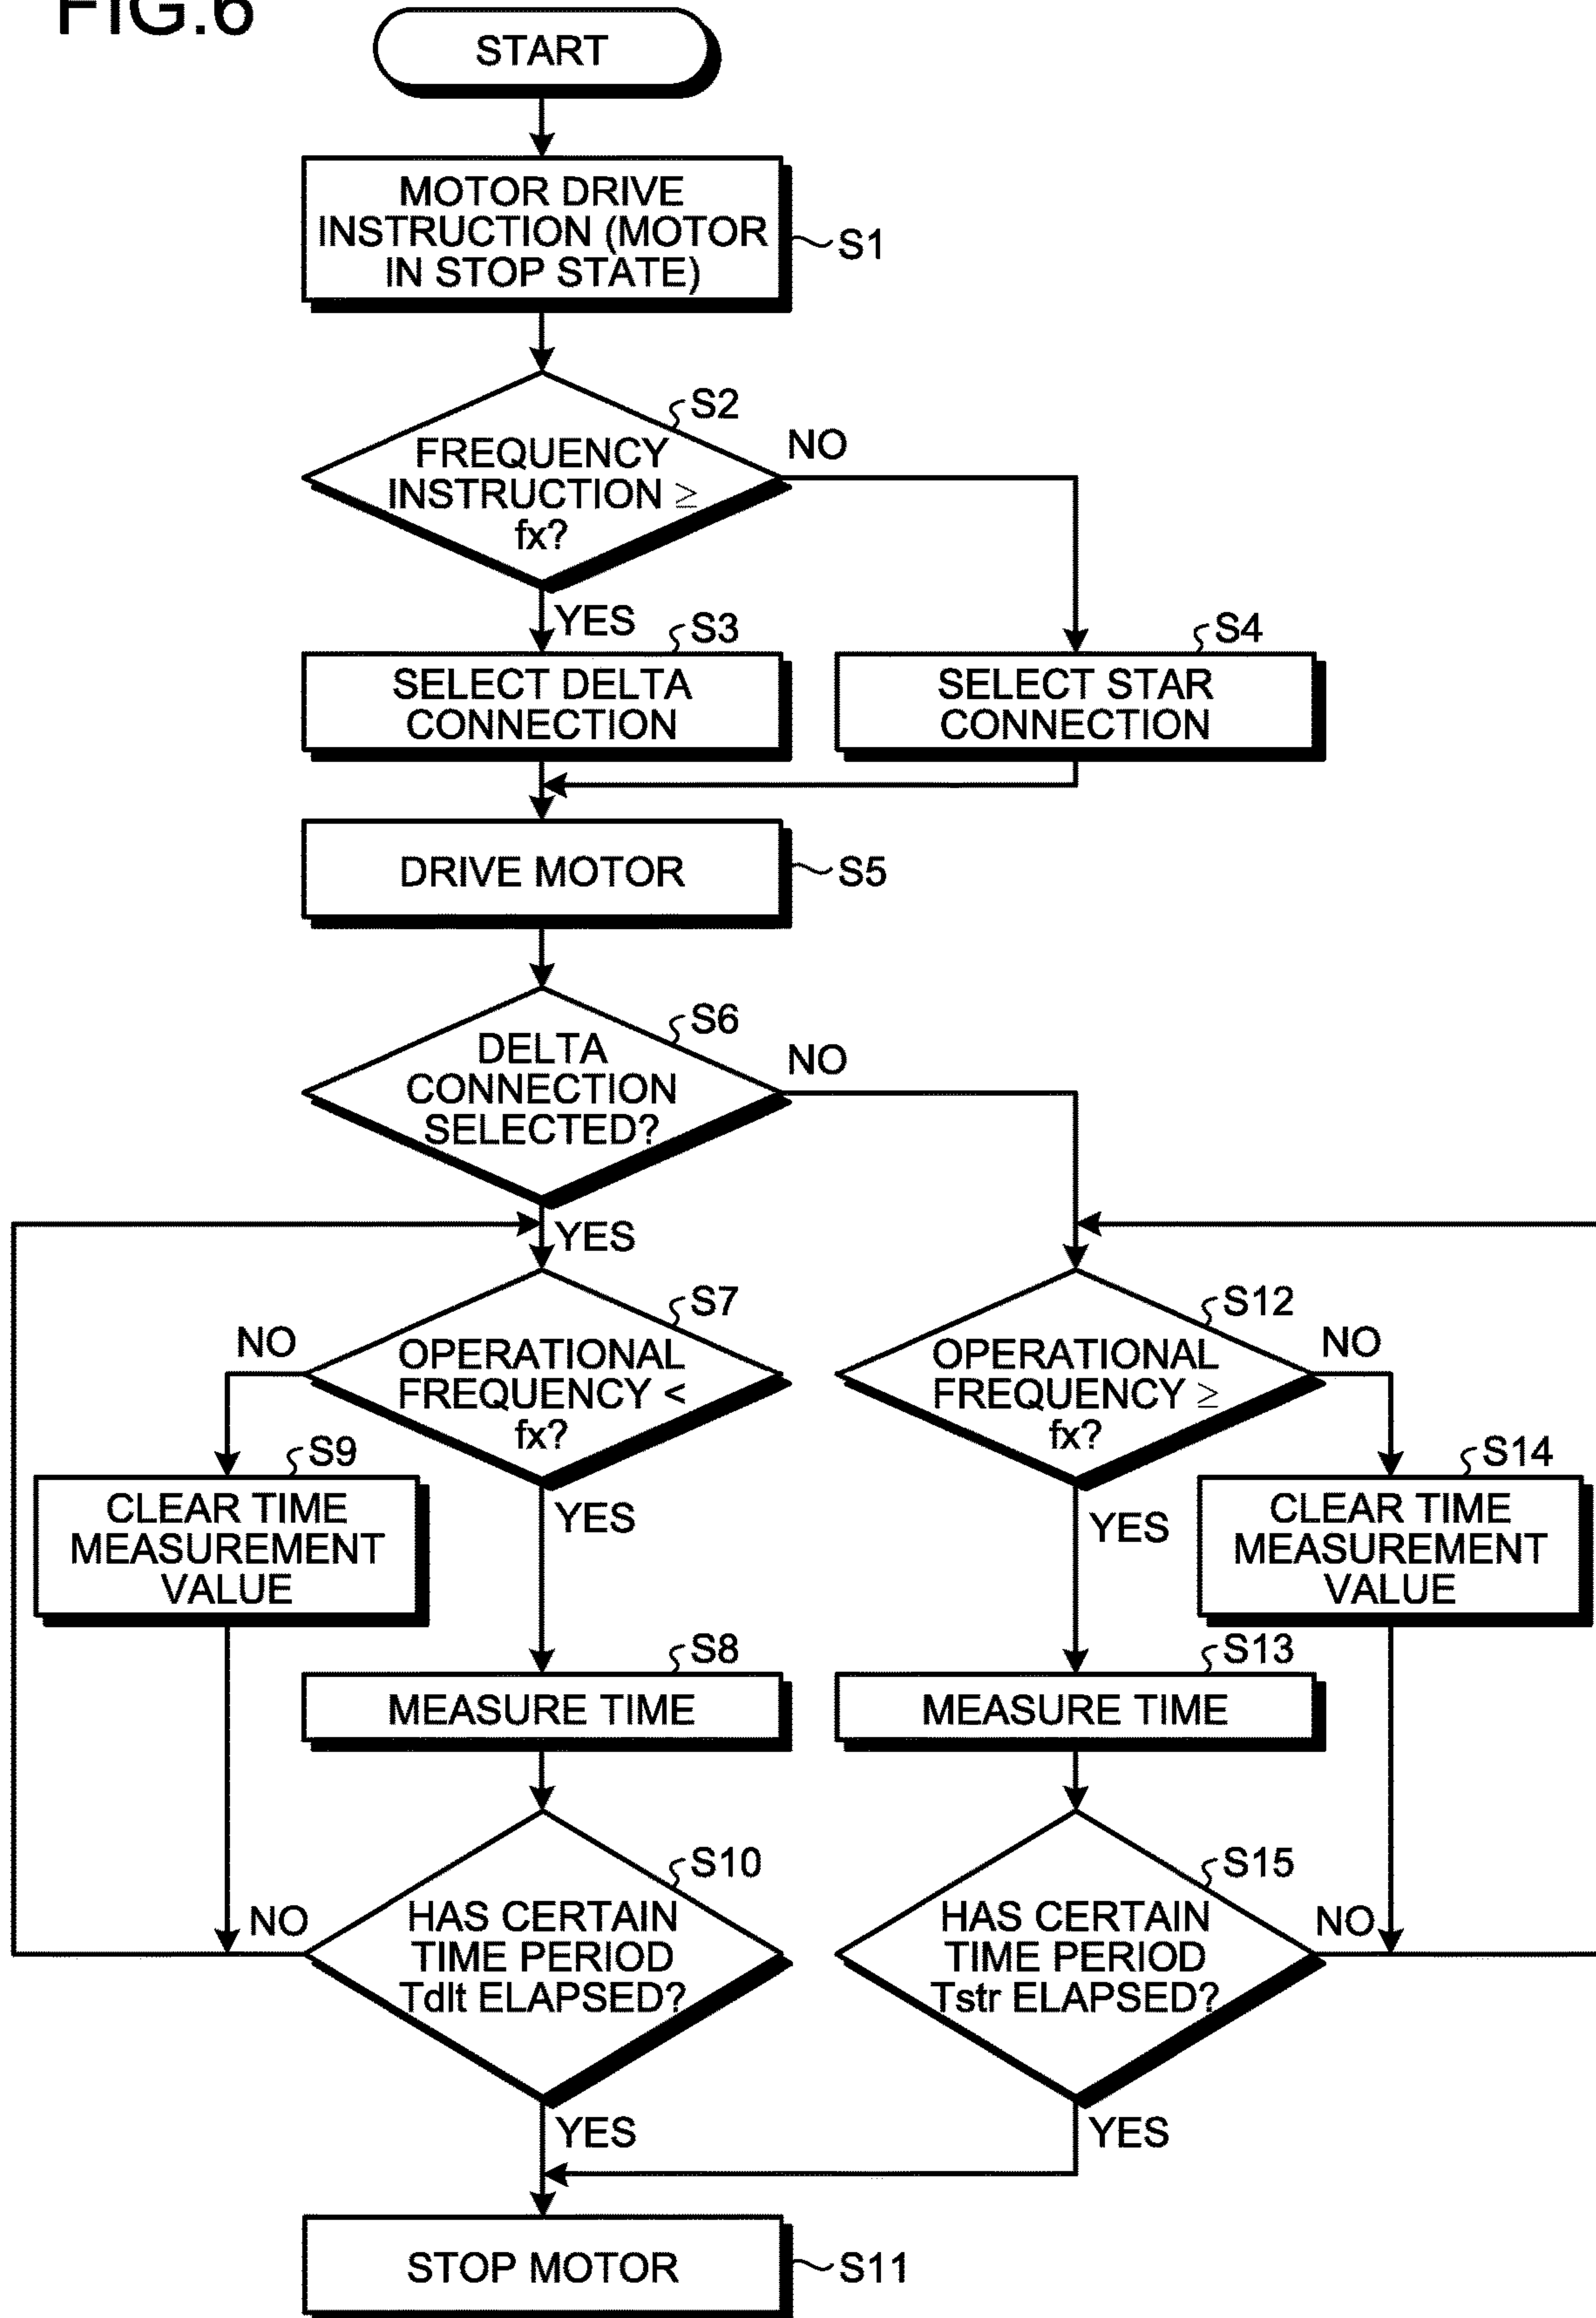 FIG.6
START
MOTOR DRIVE
INSTRUCTION (MOTOR
IN STOP STATE)
S1
S2
FREQUENCY
INSTRUCTION ≥
fx?
NO
YES
S3
SELECT DELTA
CONNECTION
S4
SELECT STAR
CONNECTION
DRIVE MOTOR
S5
S6
DELTA
CONNECTION
SELECTED?
NO
YES
S7
OPERATIONAL
FREQUENCY <
fx?
NO
YES
S12
OPERATIONAL
FREQUENCY ≥
fx?
NO
YES
S9
CLEAR TIME
MEASUREMENT
VALUE
S14
CLEAR TIME
MEASUREMENT
VALUE
S8
MEASURE TIME
S13
MEASURE TIME
S10
HAS CERTAIN
TIME PERIOD
Tdlt ELAPSED?
NO
YES
S15
HAS CERTAIN
TIME PERIOD
Tstr ELAPSED?
NO
YES
STOP MOTOR
S11